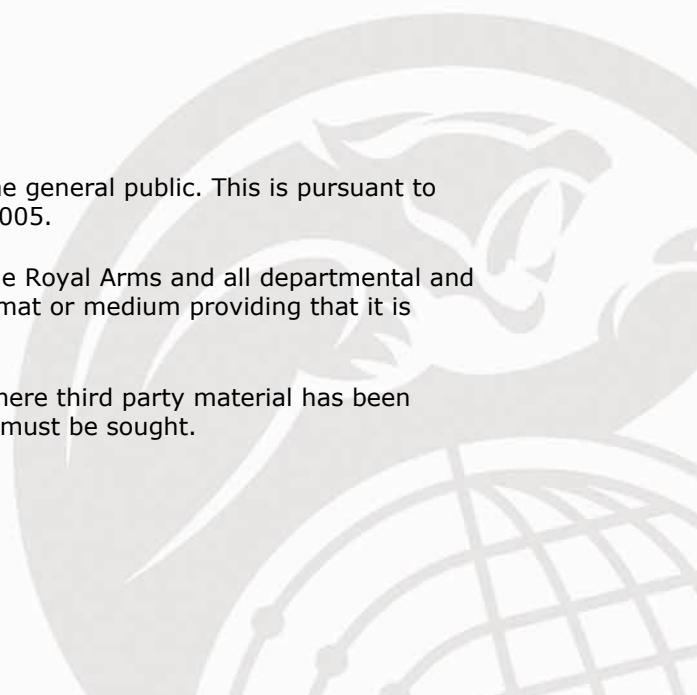 e general public. This is pursuant to
005.
e Royal Arms and all departmental and
mat or medium providing that it is
here third party material has been
must be sought.